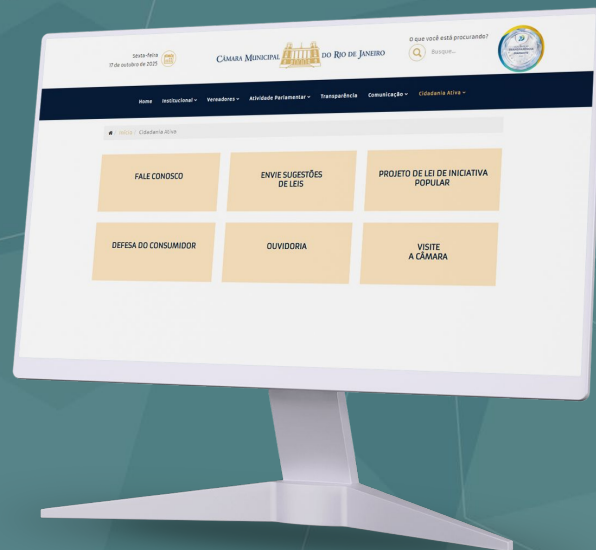 Sexta-feira
17 de outubro de 2025
CÂMARA MUNICIPAL DO RIO DE JANEIRO
O que você está procurando?
Busque...
Home Institucional Vereadores Atividade Parlamentar Transparência Comunicação Cidadania Ativa
Início / Cidadania Ativa
FALE CONOSCO
ENVIE SUGESTÕES
DE LEIS
PROJETO DE LEI DE INICIATIVA
POPULAR
DEFESA DO CONSUMIDOR
OUVIDORIA
VISITE
A CÂMARA